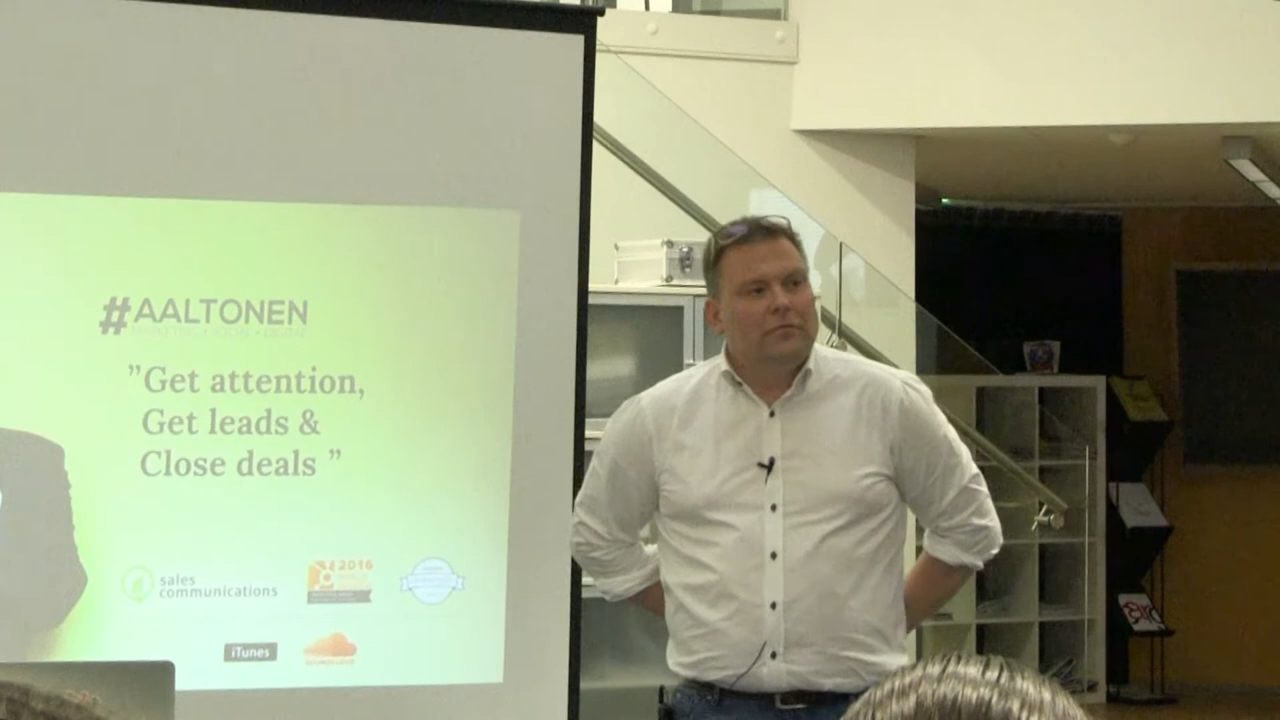 #AALTONEN
”Get attention,
Get leads &
Close deals ”
sales
communications
2016
iTunes